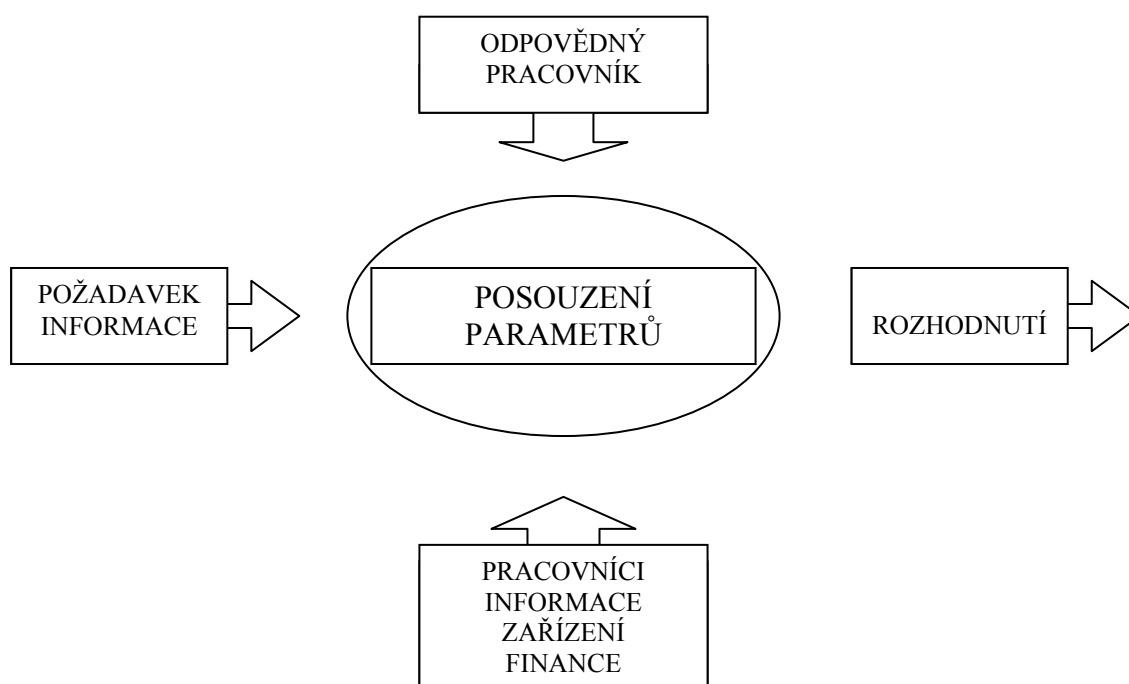 ODPOVĚDNÝ
PRACOVNÍK
POŽADAVEK
INFORMACE
POSOUZENÍ
PARAMETRŮ
ROZHODNUTÍ
PRACOVNÍCI
INFORMACE
ZAŘÍZENÍ
FINANCE